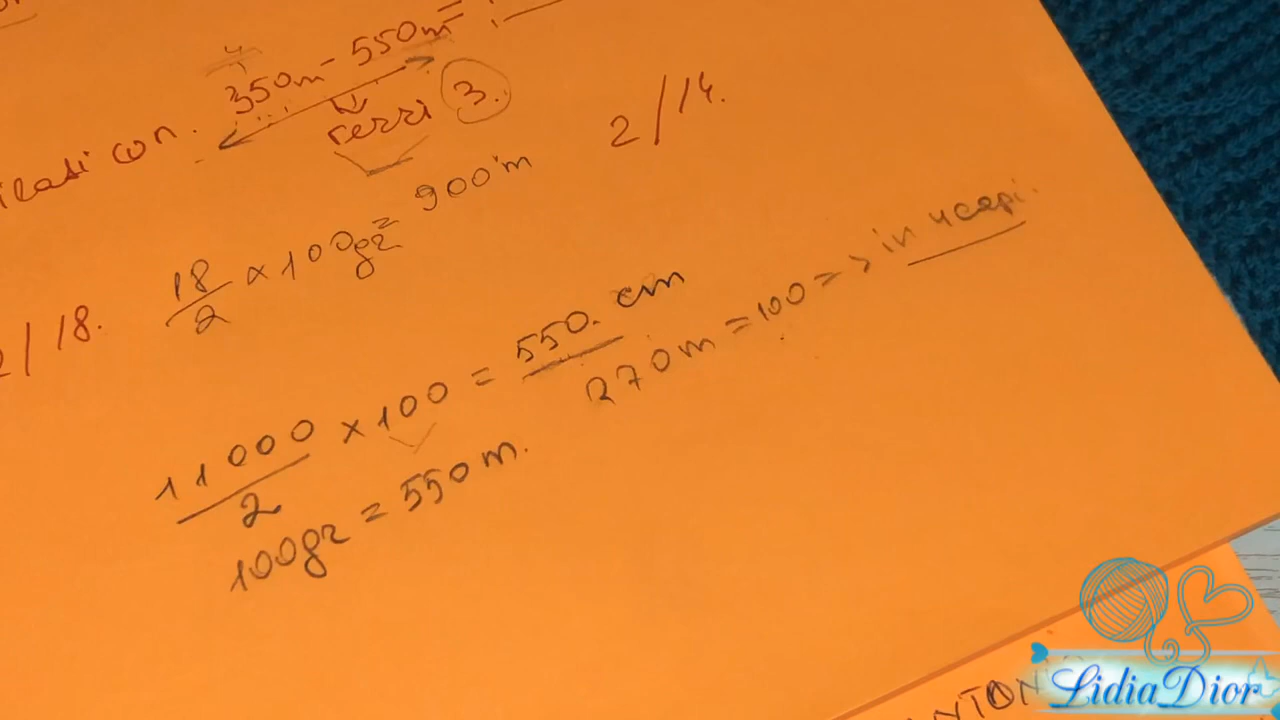 4
350m - 550m =
ilati con. ferri 3.
2/14.
18/2 x 100gr = 900m
2/18.
11000/2 x 100 = 550. cm
270m = 100 => in 4 capi.
100gr = 550m.
LidiaDior